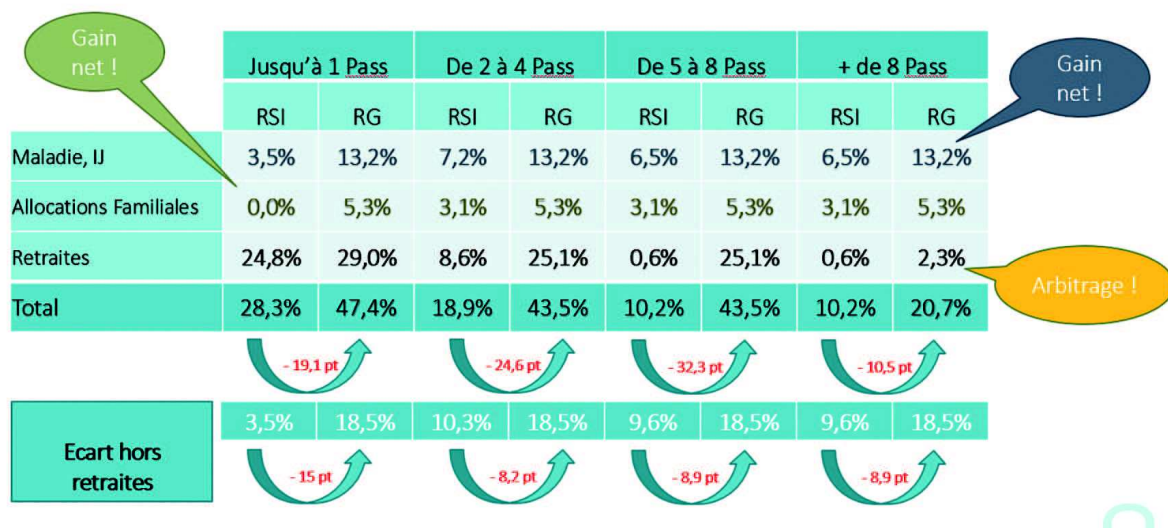 Gain
net !
Jusqu'à 1 Pass De 2 à 4 Pass De 5 à 8 Pass + de 8 Pass
Gain
net !
RSI RG RSI RG RSI RG RSI RG
Maladie, IJ 3,5% 13,2% 7,2% 13,2% 6,5% 13,2% 6,5% 13,2%
Allocations Familiales 0,0% 5,3% 3,1% 5,3% 3,1% 5,3% 3,1% 5,3%
Retraites 24,8% 29,0% 8,6% 25,1% 0,6% 25,1% 0,6% 2,3%
Arbitrage !
Total 28,3% 47,4% 18,9% 43,5% 10,2% 43,5% 10,2% 20,7%
- 19,1 pt - 24,6 pt - 32,3 pt - 10,5 pt
3,5% 18,5% 10,3% 18,5% 9,6% 18,5% 9,6% 18,5%
Ecart hors
retraites
- 15 pt - 8,2 pt - 8,9 pt - 8,9 pt